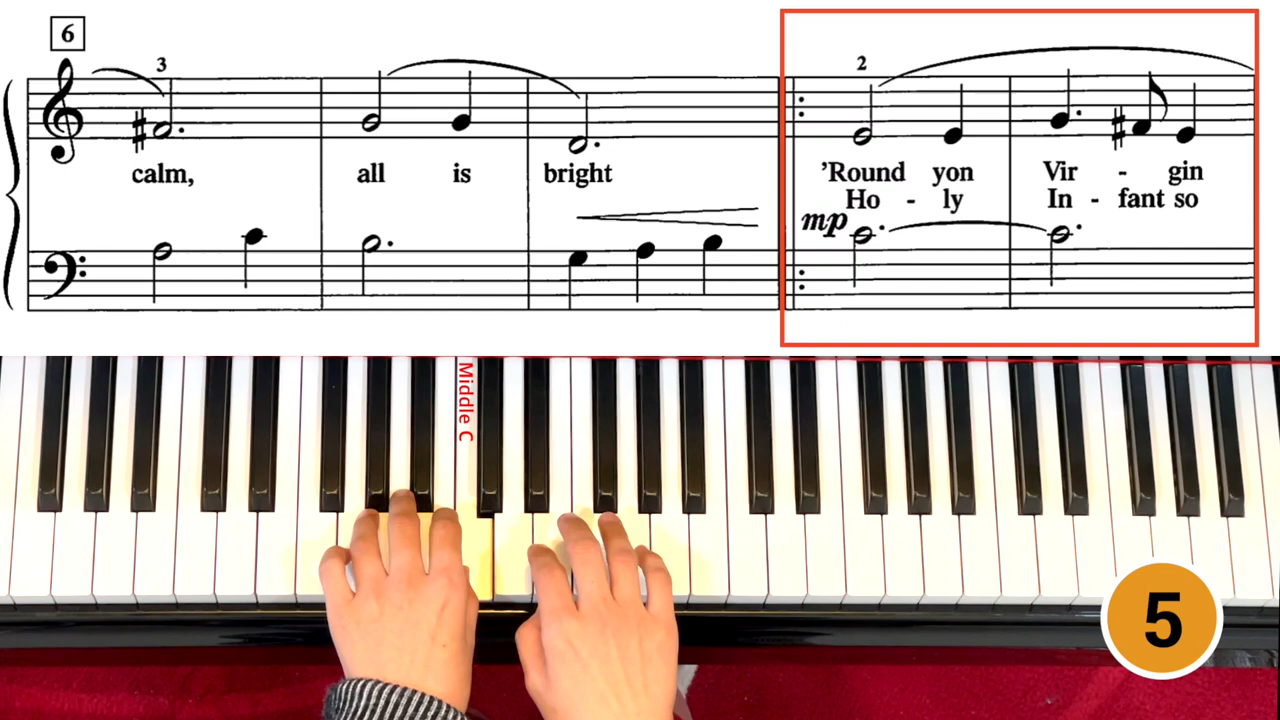 6
3
2
calm, all is bright 'Round yon Vir - gin
Ho - ly In - fant so
mp
Middle C
5